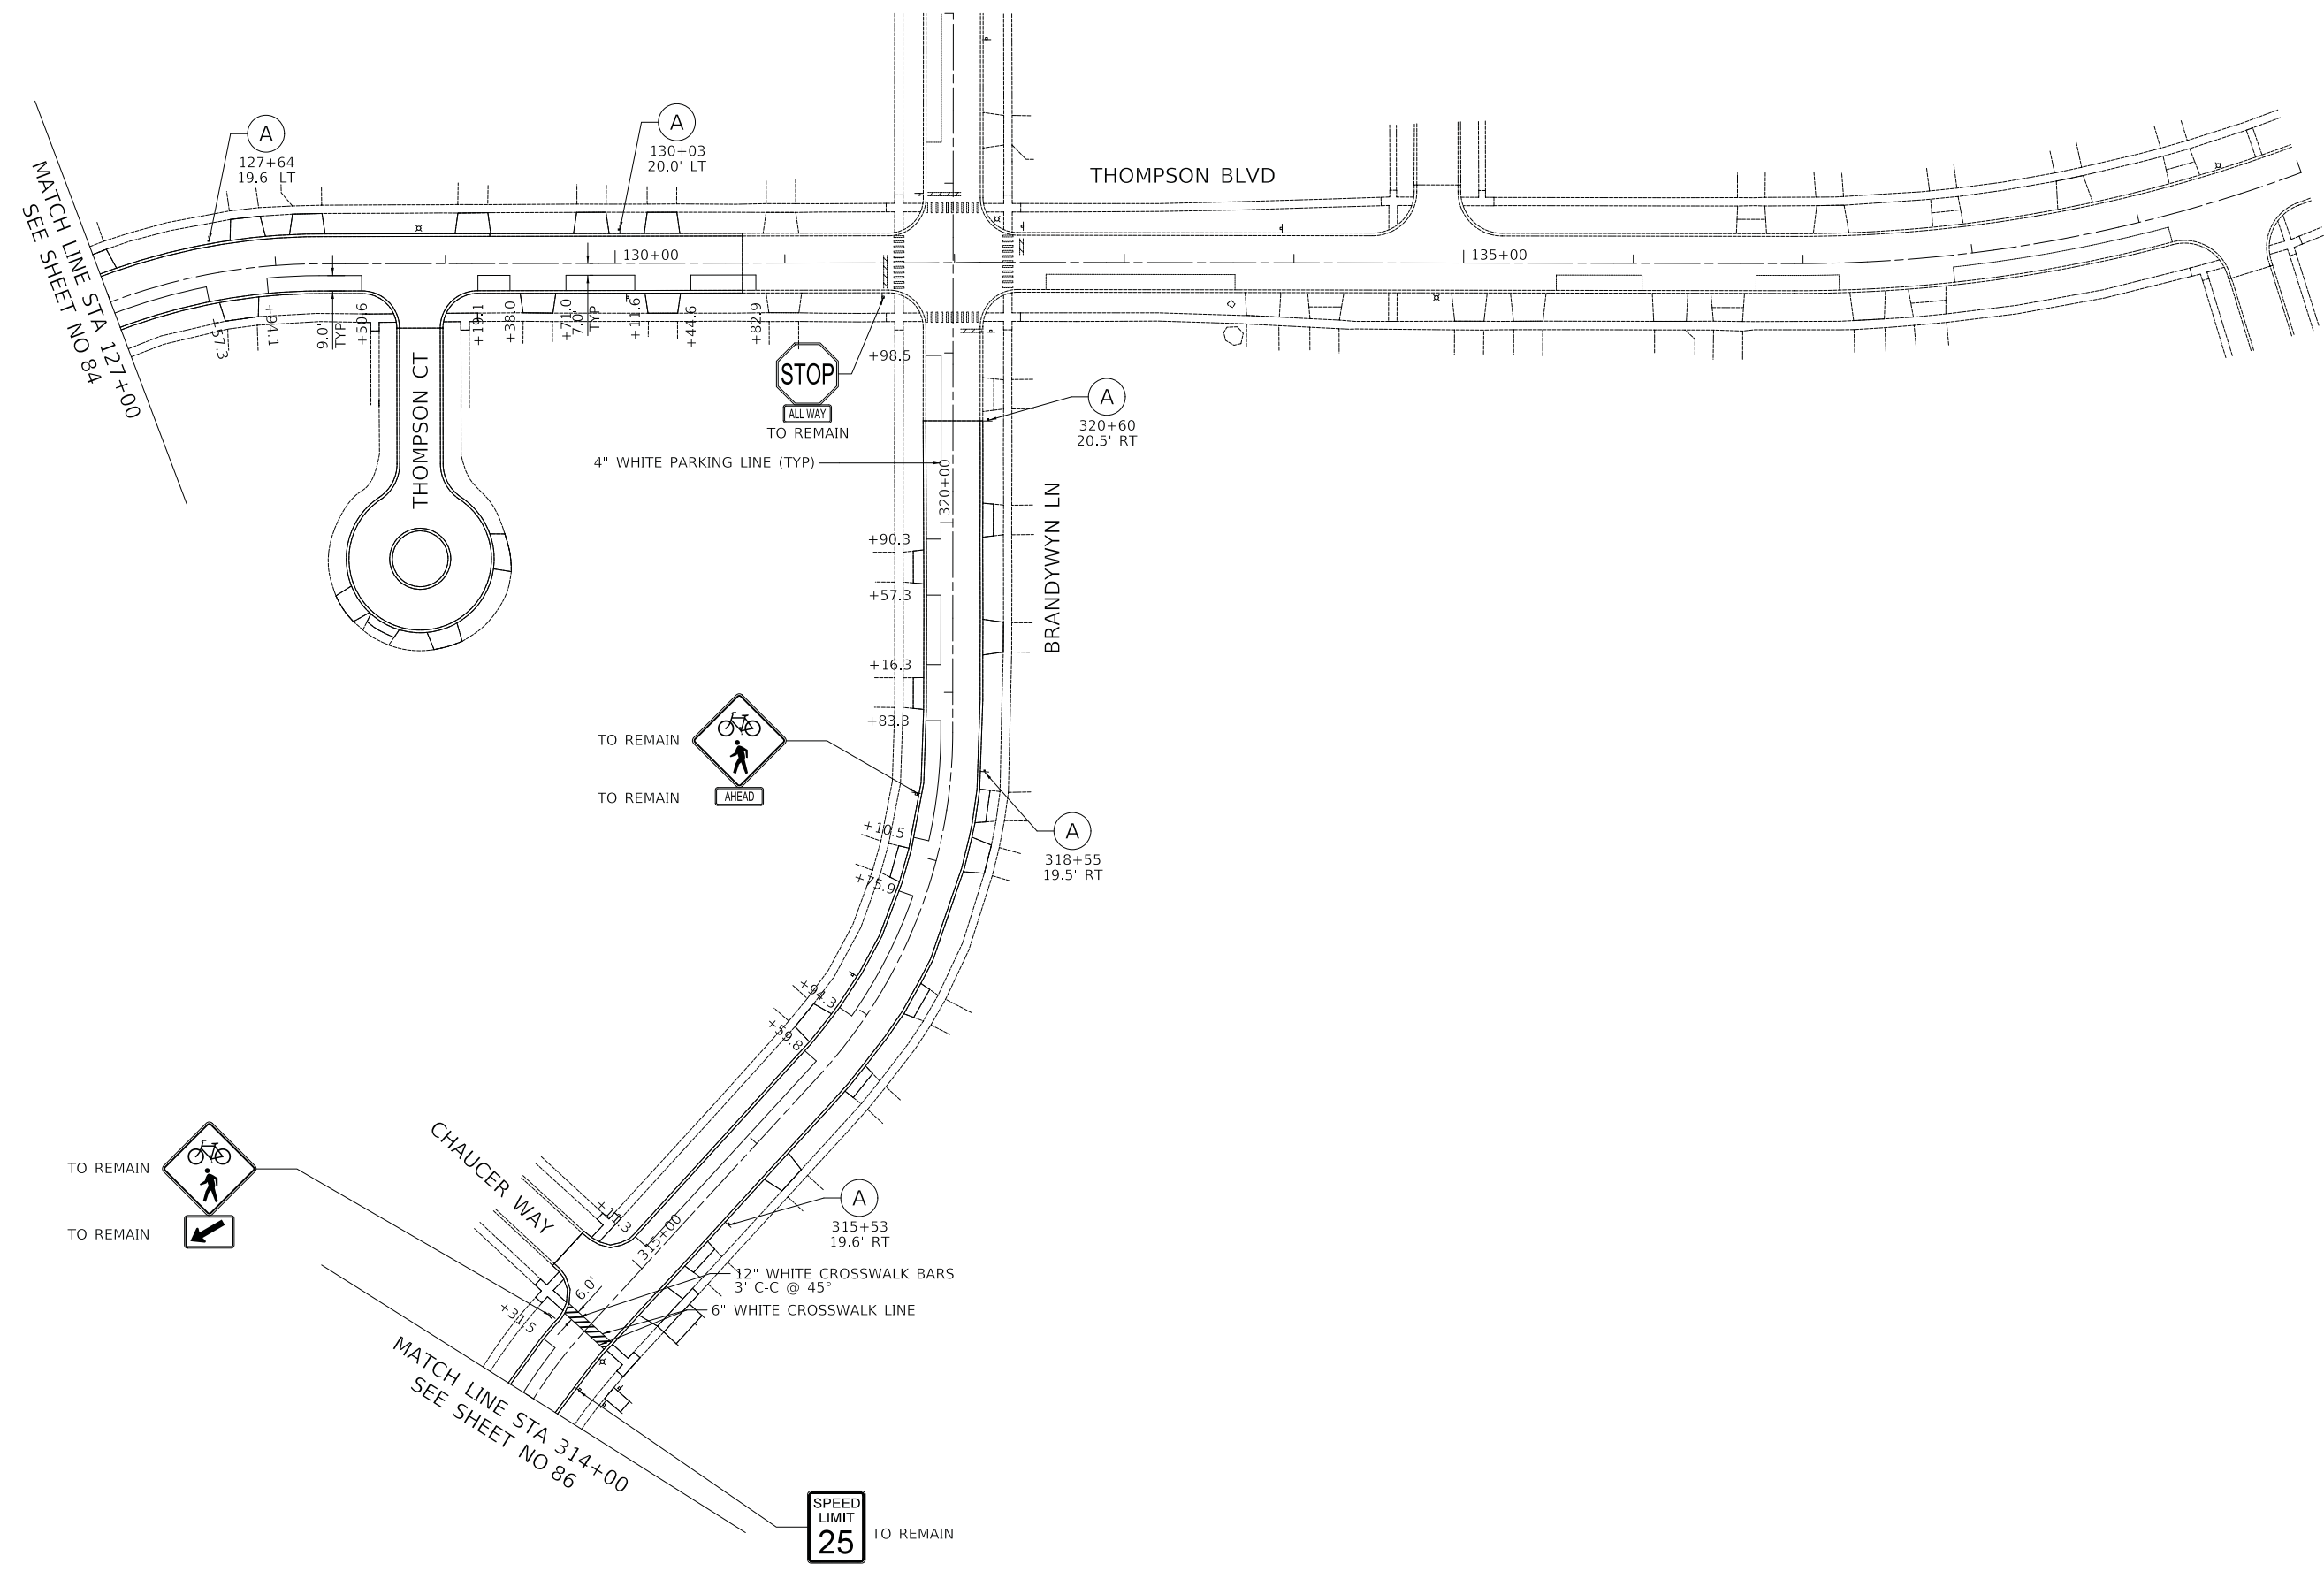 A
127+64
19.6' LT
A
130+03
20.0' LT
THOMPSON BLVD
MATCH LINE STA 127+00
SEE SHEET NO 84
130+00
135+00
+57.3
+94.1
9.0'
TYP
+59.6
+19.1
+38.0
+71.0
7.0'
TYP
+11.6
+44.6
+82.9
THOMPSON CT
STOP
ALL WAY
TO REMAIN
+98.5
A
320+60
20.5' RT
4" WHITE PARKING LINE (TYP)
320+00
BRANDYWYN LN
+90.3
+57.3
+16.3
+83.3
TO REMAIN
TO REMAIN
AHEAD
+10.5
+75.9
A
318+55
19.5' RT
+94.3
+59.8
CHAUCER WAY
TO REMAIN
TO REMAIN
+11.3
315+00
A
315+53
19.6' RT
6.0'
12" WHITE CROSSWALK BARS
3' C-C @ 45°
6" WHITE CROSSWALK LINE
+31.5
MATCH LINE STA 314+00
SEE SHEET NO 86
SPEED
LIMIT
25
TO REMAIN